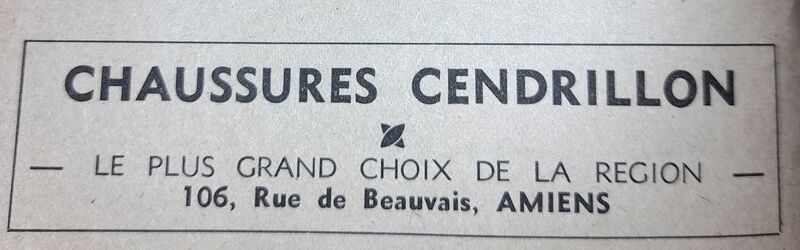 CHAUSSURES CENDRILLON
— LE PLUS GRAND CHOIX DE LA REGION —
106, Rue de Beauvais, AMIENS